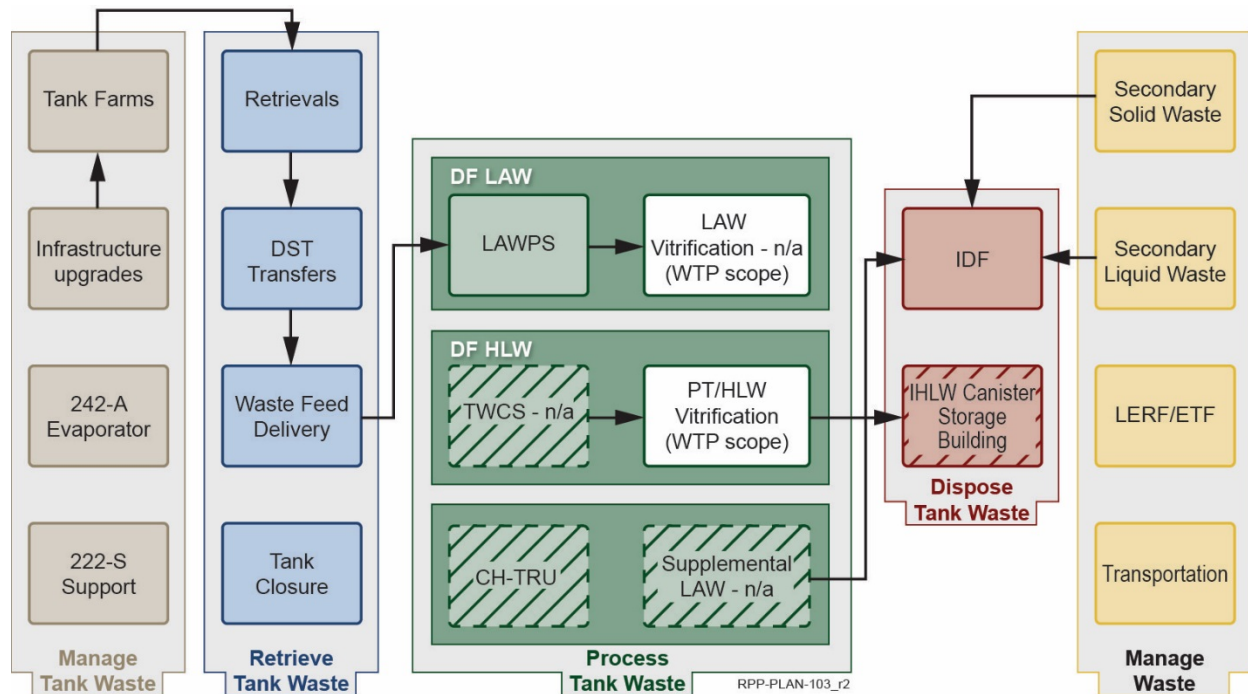 Tank Farms
Infrastructure
upgrades
242-A
Evaporator
222-S
Support
Manage
Tank Waste
Retrievals
DST
Transfers
Waste Feed
Delivery
Tank
Closure
Retrieve
Tank Waste
DF LAW
LAWPS
LAW
Vitrification - n/a
(WTP scope)
DF HLW
TWCS - n/a
PT/HLW
Vitrification
(WTP scope)
CH-TRU
Supplemental
LAW - n/a
Process
Tank Waste
RPP-PLAN-103_r2
IDF
IHLW Canister
Storage
Building
Dispose
Tank Waste
Secondary
Solid Waste
Secondary
Liquid Waste
LERF/ETF
Transportation
Manage
Waste